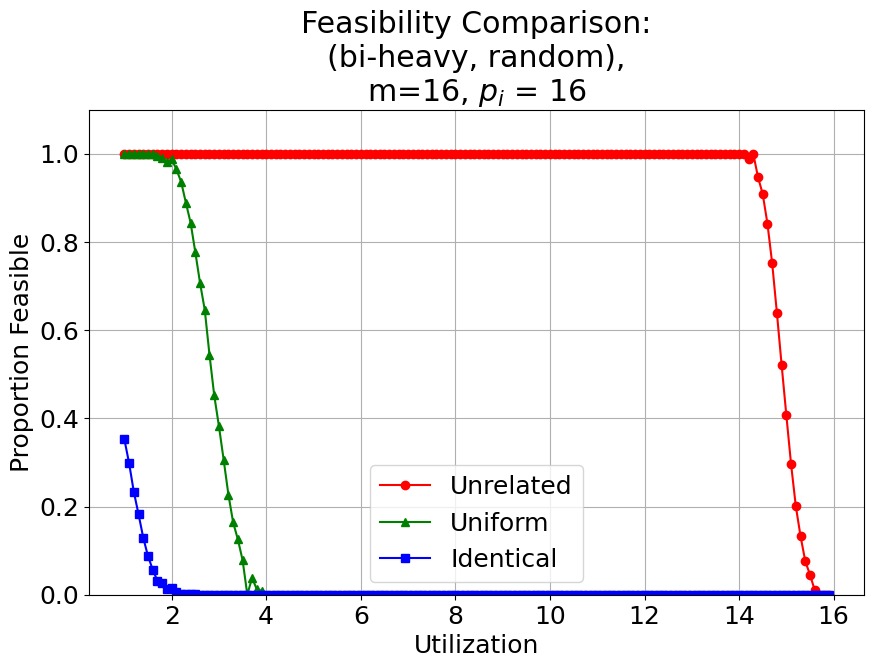 Feasibility Comparison:
(bi-heavy, random),
m=16, $p_i$ = 16
Proportion Feasible
1.0
0.8
0.6
0.4
0.2
0.0
Unrelated
Uniform
Identical
2 4 6 8 10 12 14 16
Utilization